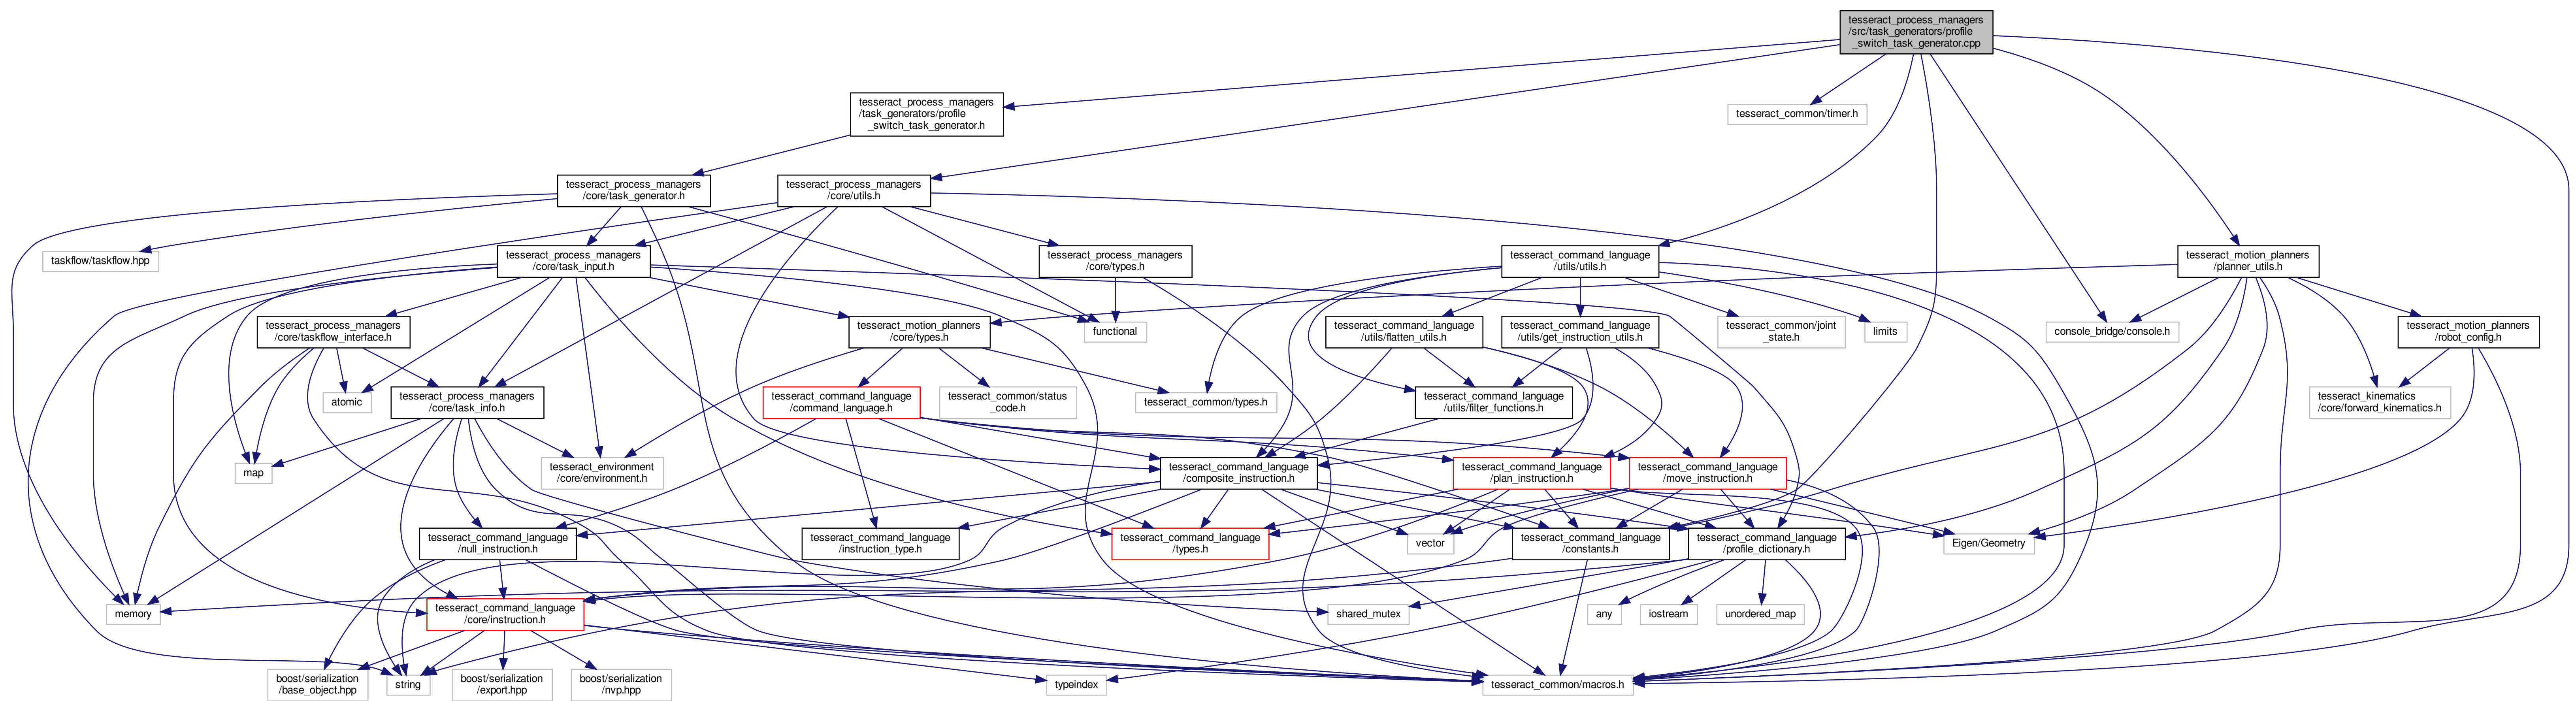 tesseract_process_managers
/src/task_generators/profile
_switch_task_generator.cpp
tesseract_process_managers
/task_generators/profile
_switch_task_generator.h
tesseract_common/timer.h
tesseract_process_managers
/core/task_generator.h
tesseract_process_managers
/core/utils.h
taskflow/taskflow.hpp
tesseract_process_managers
/core/task_input.h
tesseract_process_managers
/core/types.h
tesseract_command_language
/utils/utils.h
tesseract_motion_planners
/planner_utils.h
tesseract_process_managers
/core/taskflow_interface.h
tesseract_motion_planners
/core/types.h
functional
tesseract_command_language
/utils/flatten_utils.h
tesseract_command_language
/utils/get_instruction_utils.h
tesseract_common/joint
_state.h
limits
console_bridge/console.h
tesseract_motion_planners
/robot_config.h
atomic
tesseract_process_managers
/core/task_info.h
tesseract_command_language
/command_language.h
tesseract_common/status
_code.h
tesseract_common/types.h
tesseract_command_language
/utils/filter_functions.h
tesseract_kinematics
/core/forward_kinematics.h
map
tesseract_environment
/core/environment.h
tesseract_command_language
/composite_instruction.h
tesseract_command_language
/plan_instruction.h
tesseract_command_language
/move_instruction.h
tesseract_command_language
/null_instruction.h
tesseract_command_language
/instruction_type.h
tesseract_command_language
/types.h
vector
tesseract_command_language
/constants.h
tesseract_command_language
/profile_dictionary.h
Eigen/Geometry
memory
tesseract_command_language
/core/instruction.h
shared_mutex
any
iostream
unordered_map
boost/serialization
/base_object.hpp
string
boost/serialization
/export.hpp
boost/serialization
/nvp.hpp
typeindex
tesseract_common/macros.h